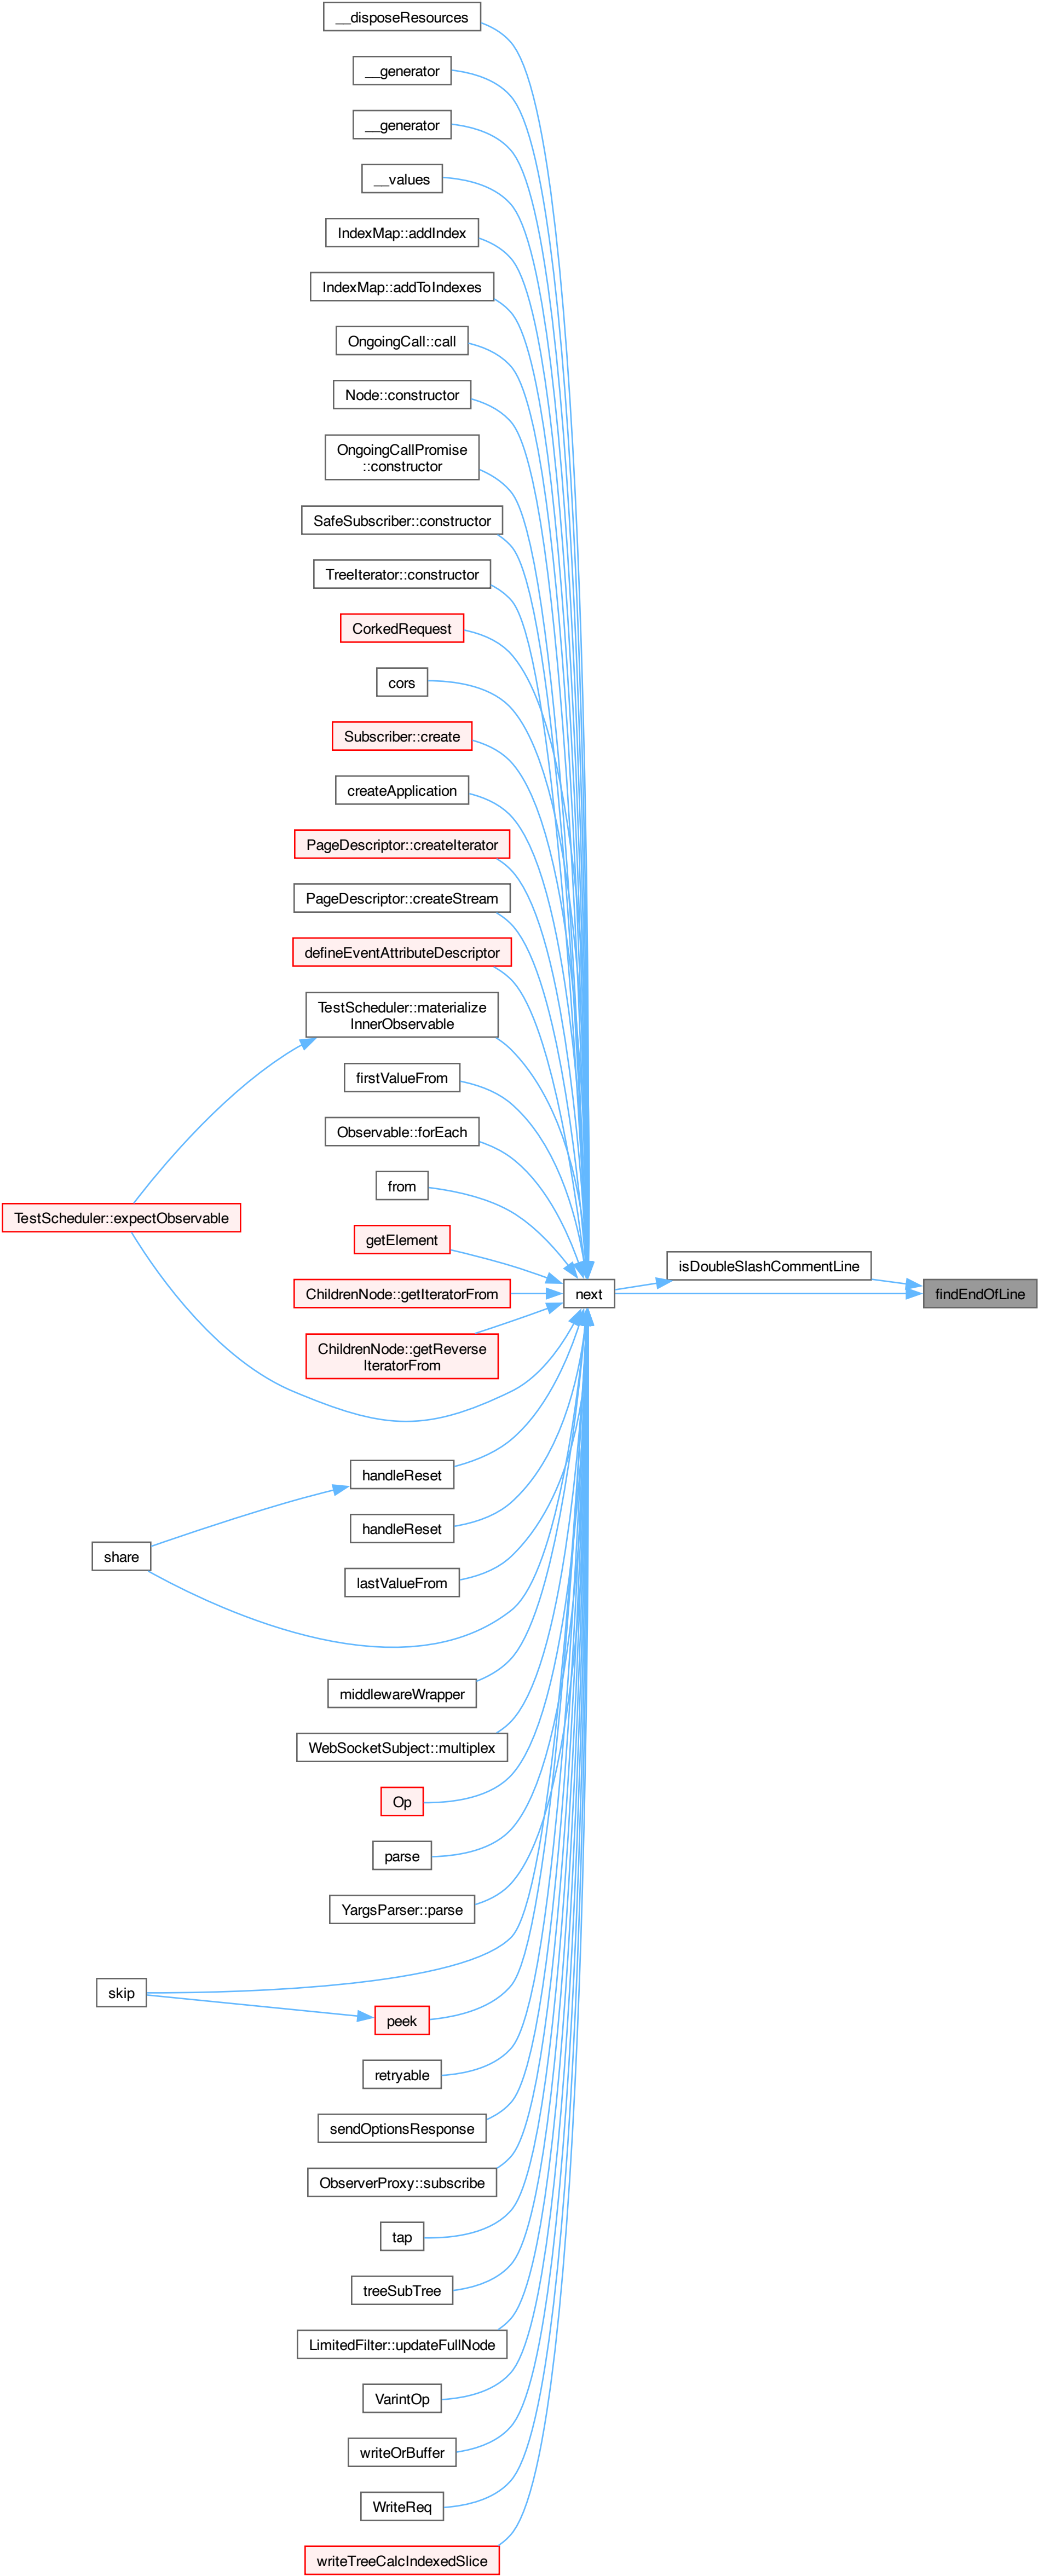 __disposeResources
__generator
__generator
__values
IndexMap::addIndex
IndexMap::addToIndexes
OngoingCall::call
Node::constructor
OngoingCallPromise
::constructor
SafeSubscriber::constructor
TreeIterator::constructor
CorkedRequest
cors
Subscriber::create
createApplication
PageDescriptor::createIterator
PageDescriptor::createStream
defineEventAttributeDescriptor
TestScheduler::materialize
InnerObservable
firstValueFrom
Observable::forEach
from
TestScheduler::expectObservable
getElement
isDoubleSlashCommentLine
ChildrenNode::getIteratorFrom
next
findEndOfLine
ChildrenNode::getReverse
IteratorFrom
handleReset
handleReset
share
lastValueFrom
middlewareWrapper
WebSocketSubject::multiplex
Op
parse
YargsParser::parse
skip
peek
retryable
sendOptionsResponse
ObserverProxy::subscribe
tap
treeSubTree
LimitedFilter::updateFullNode
VarintOp
writeOrBuffer
WriteReq
writeTreeCalcIndexedSlice